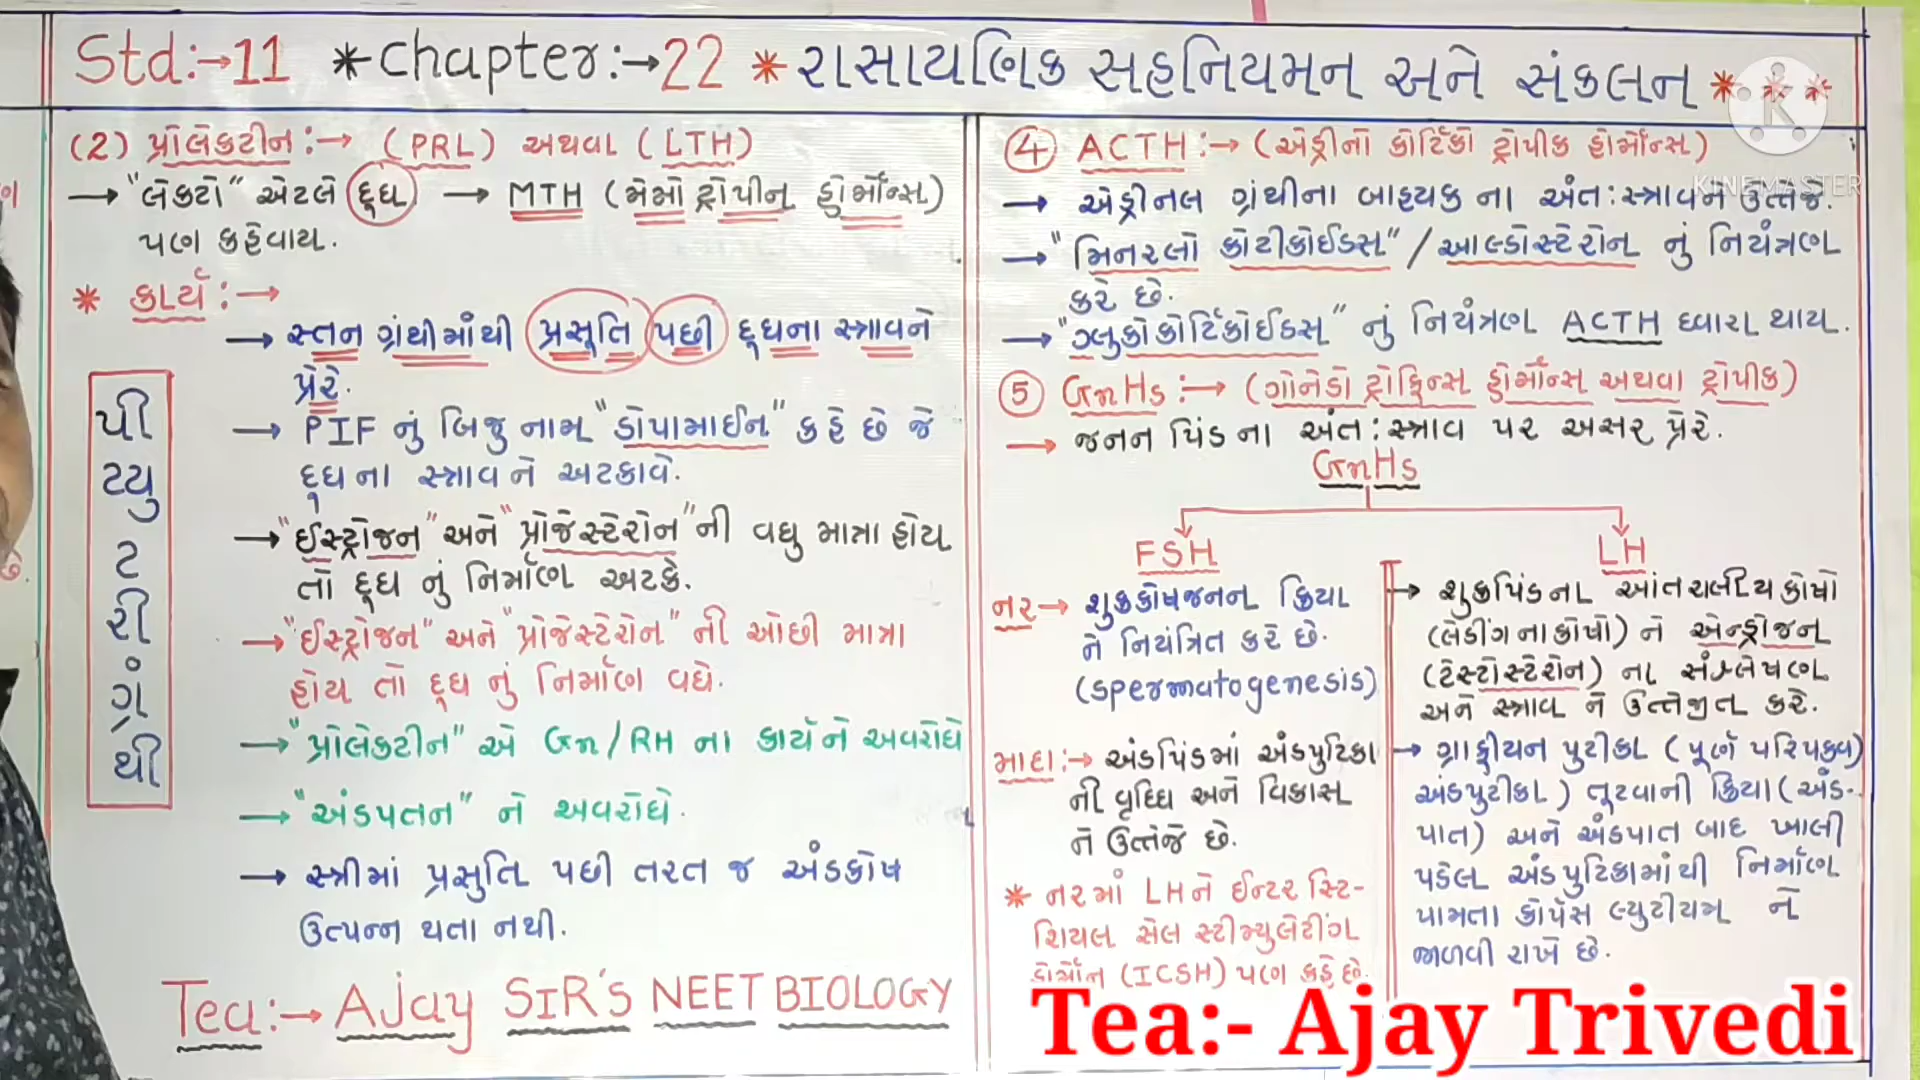 Std:→11 * Chapter:→22 * રાસાયણિક સહનિયમન અને સંકલન *
(2) પ્રોલેક્ટીન:→ (PRL) અથવા (LTH)
→ "લેક્ટો" એટલે દૂધ → MTH (મેમો ટ્રોપીન હોર્મોન્સ)
પણ કહેવાય.
* કાર્ય:→
→ સ્તન ગ્રંથીમાંથી પ્રસૂતિ પછી દૂધના સ્ત્રાવને
પ્રેરે.
→ PIF નું બિજુ નામ "ડોપામાઈન" કહે છે જે
દૂધના સ્ત્રાવને અટકાવે.
→ "ઈસ્ટ્રોજન" અને "પ્રોજેસ્ટેરોન" ની વધુ માત્રા હોય
તો દૂધ નું નિર્માણ અટકે.
→ "ઈસ્ટ્રોજન" અને "પ્રોજેસ્ટેરોન" ની ઓછી માત્રા
હોય તો દૂધ નું નિર્માણ વધે.
→ "પ્રોલેક્ટીન" એ Gn/RH ના કાર્યને અવરોધે
→ "અંડપતન" ને અવરોધે.
→ સ્ત્રીમાં પ્રસુતિ પછી તરત જ અંડકોષ
ઉત્પન્ન થતા નથી.
પીટ્યુટરીગ્રંથી
Tea:→ Ajay SIR'S NEET BIOLOGY
④ ACTH:→ (એડ્રીનો કોર્ટિકો ટ્રોપીક હોર્મોન્સ)
KINEMASTER
→ એડ્રીનલ ગ્રંથીના બાહ્યક ના અંત:સ્ત્રાવને ઉત્તેજે.
→ "મિનરલો કોર્ટીકોઈડસ" / આલ્ડોસ્ટેરોન નું નિયંત્રણ
કરે છે.
→ "ગ્લુકોકોર્ટિકોઈડસ" નું નિયંત્રણ ACTH ધ્વારા થાય.
⑤ GnHs:→ (ગોનેડો ટ્રોફિન્સ હોર્મોન્સ અથવા ટ્રોપીક)
→ જનન પિંડ ના અંત:સ્ત્રાવ પર અસર પ્રેરે.
GnHs
FSH LH
નર→ શુક્રકોષજનન ક્રિયા
ને નિયંત્રિત કરે છે.
(spermatogenesis)
માદા:→ અંડપિંડમાં અંડપુટિકા
ની વૃધ્ધિ અને વિકાસ
ને ઉત્તેજે છે.
* નરમાં LH ને ઈન્ટર સ્ટિ-
શિયલ સેલ સ્ટીમ્યુલેટીંગ
હોર્મોન (ICSH) પણ કહે છે.
→ શુક્રપિંડના આંતરાલીય કોષો
(લેડીંગ ના કોષો) ને એન્ડ્રોજન
(ટેસ્ટોસ્ટેરોન) ના સંશ્લેષણ
અને સ્ત્રાવ ને ઉત્તેજીત કરે.
→ ગ્રાફીયન પુટીકા (પૂર્ણ પરિપકવ)
અંડપુટીકા) તૂટવાની ક્રિયા (અંડ-
પાત) અને અંડપાત બાદ ખાલી
પડેલ અંડપુટિકામાંથી નિર્માણ
પામતા કોર્પસ લ્યુટીયમ ને
જાળવી રાખે છે.
Tea:- Ajay Trivedi